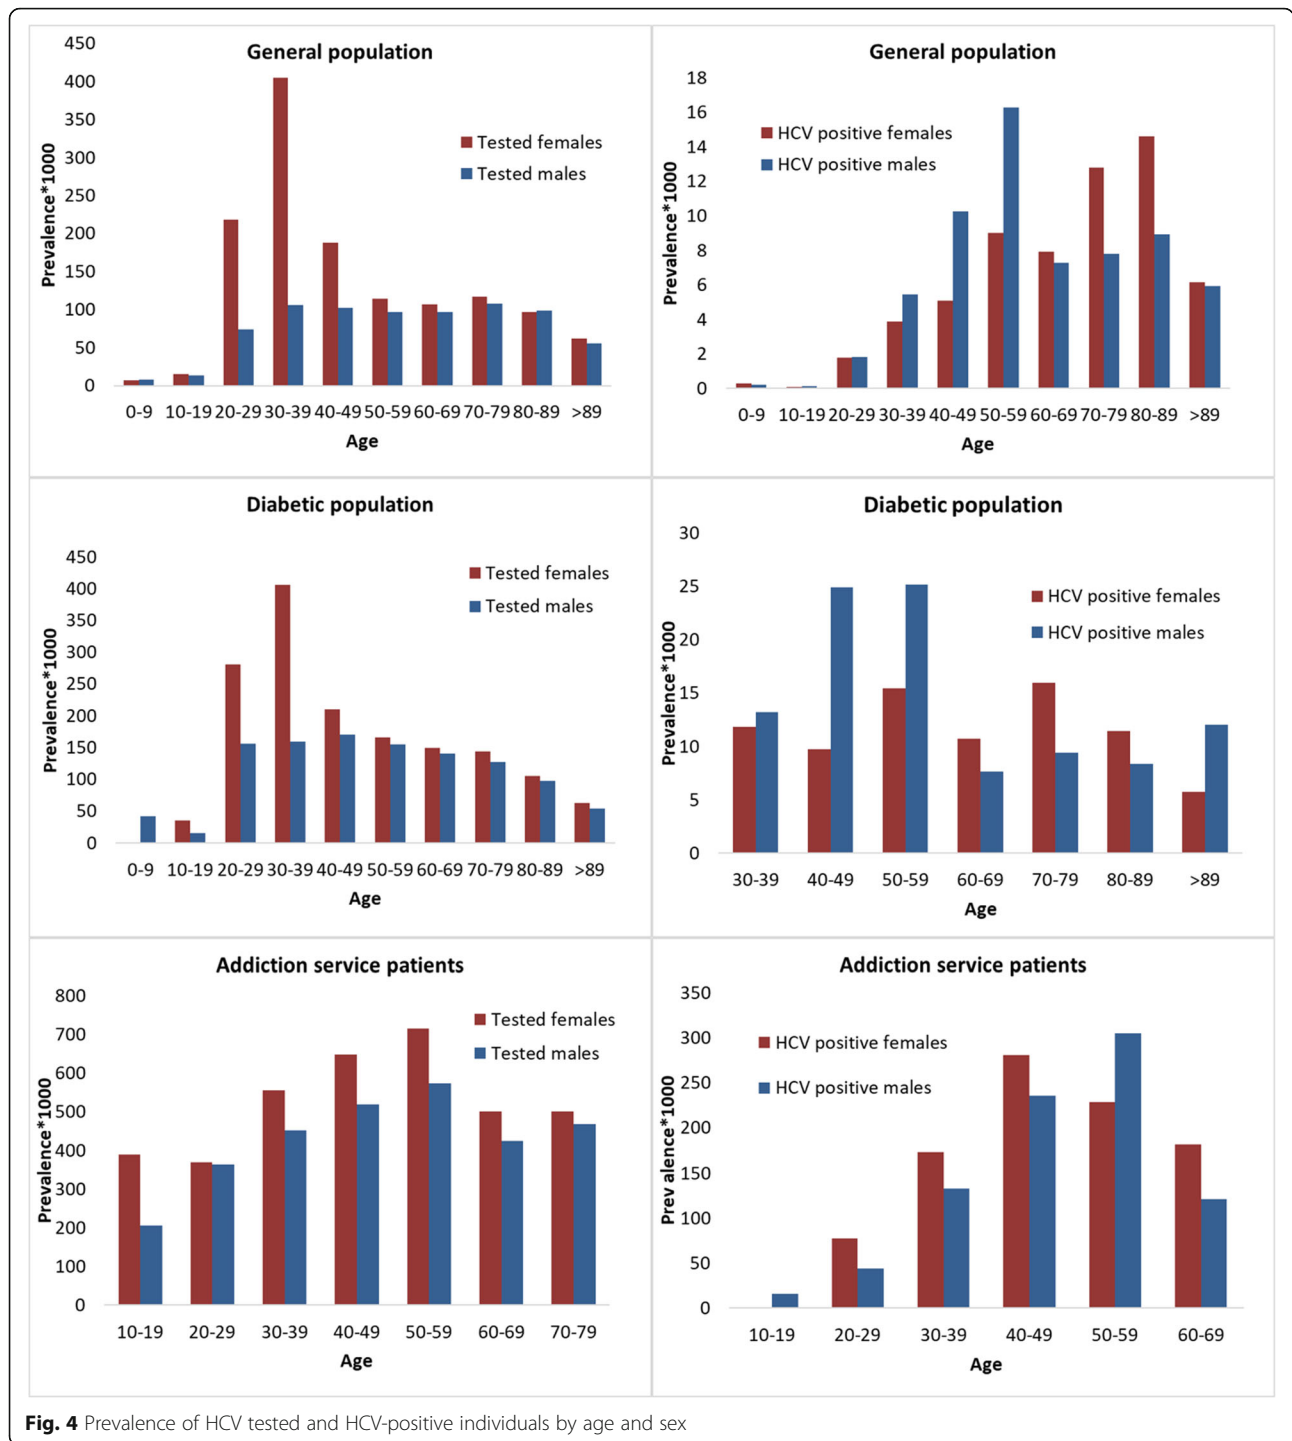 General population
450
400
350
300
250
200
150
100
50
0
Prevalence*1000
Tested females
Tested males
0-9 10-19 20-29 30-39 40-49 50-59 60-69 70-79 80-89 >89
Age
General population
18
16
14
12
10
8
6
4
2
0
Prevalence*1000
HCV positive females
HCV positive males
0-9 10-19 20-29 30-39 40-49 50-59 60-69 70-79 80-89 >89
Age
Diabetic population
450
400
350
300
250
200
150
100
50
0
Prevalence*1000
Tested females
Tested males
0-9 10-19 20-29 30-39 40-49 50-59 60-69 70-79 80-89 >89
Age
Diabetic population
30
25
20
15
10
5
0
Prevalence*1000
HCV positive females
HCV positive males
30-39 40-49 50-59 60-69 70-79 80-89 >89
Age
Addiction service patients
800
700
600
500
400
300
200
100
0
Prevalence*1000
Tested females
Tested males
10-19 20-29 30-39 40-49 50-59 60-69 70-79
Age
Addiction service patients
350
300
250
200
150
100
50
0
Prev alence*1000
HCV positive females
HCV positive males
10-19 20-29 30-39 40-49 50-59 60-69
Age
Fig. 4 Prevalence of HCV tested and HCV-positive individuals by age and sex